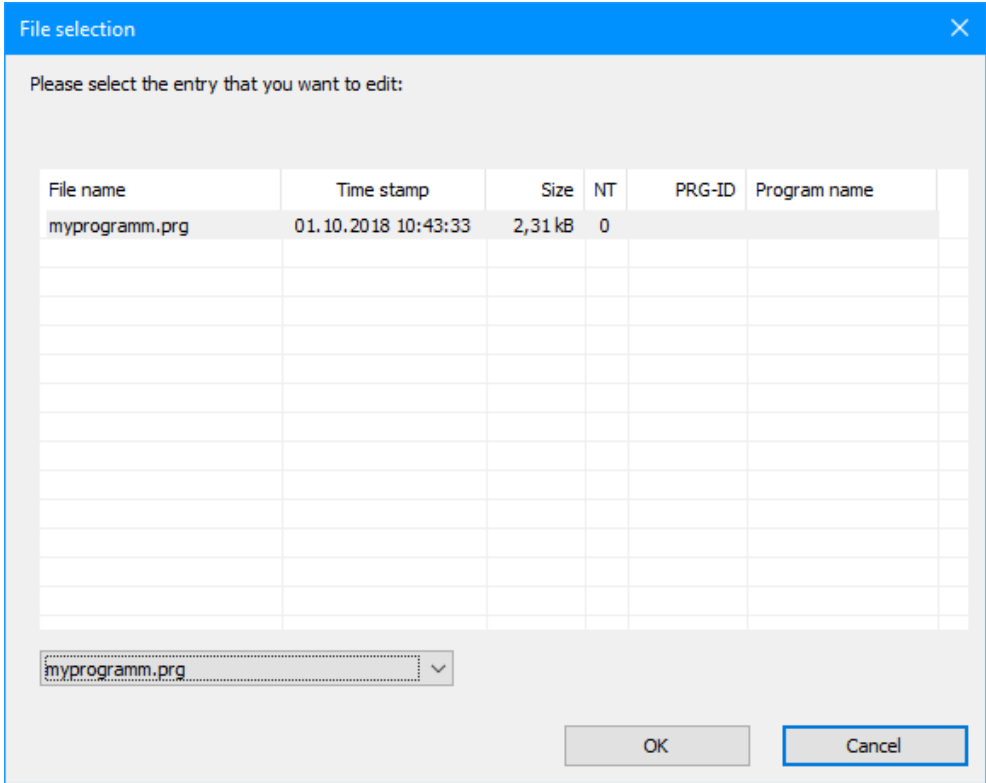 File selection
Please select the entry that you want to edit:
File name Time stamp Size NT PRG-ID Program name
myprogramm.prg 01.10.2018 10:43:33 2,31 kB 0
myprogramm.prg
OK Cancel